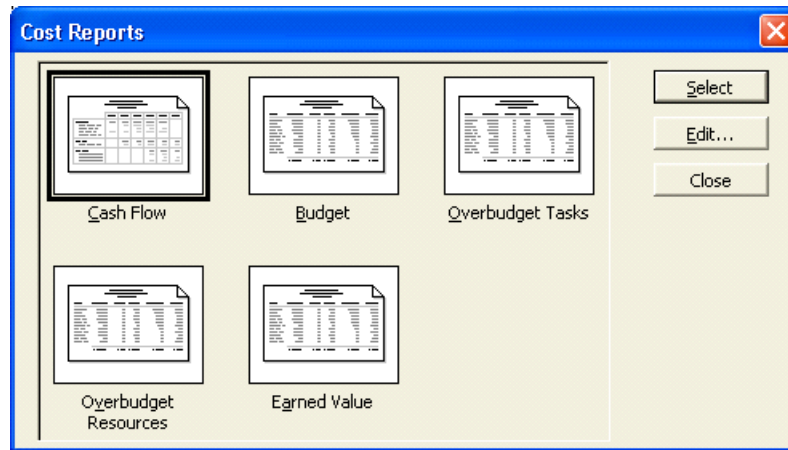 Cost Reports
Select
Edit...
Close
Cash Flow
Budget
Overbudget Tasks
Overbudget
Resources
Earned Value